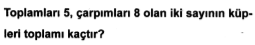 Toplamları 5, çarpımları 8 olan iki sayının küp-
leri toplamı kaçtır?